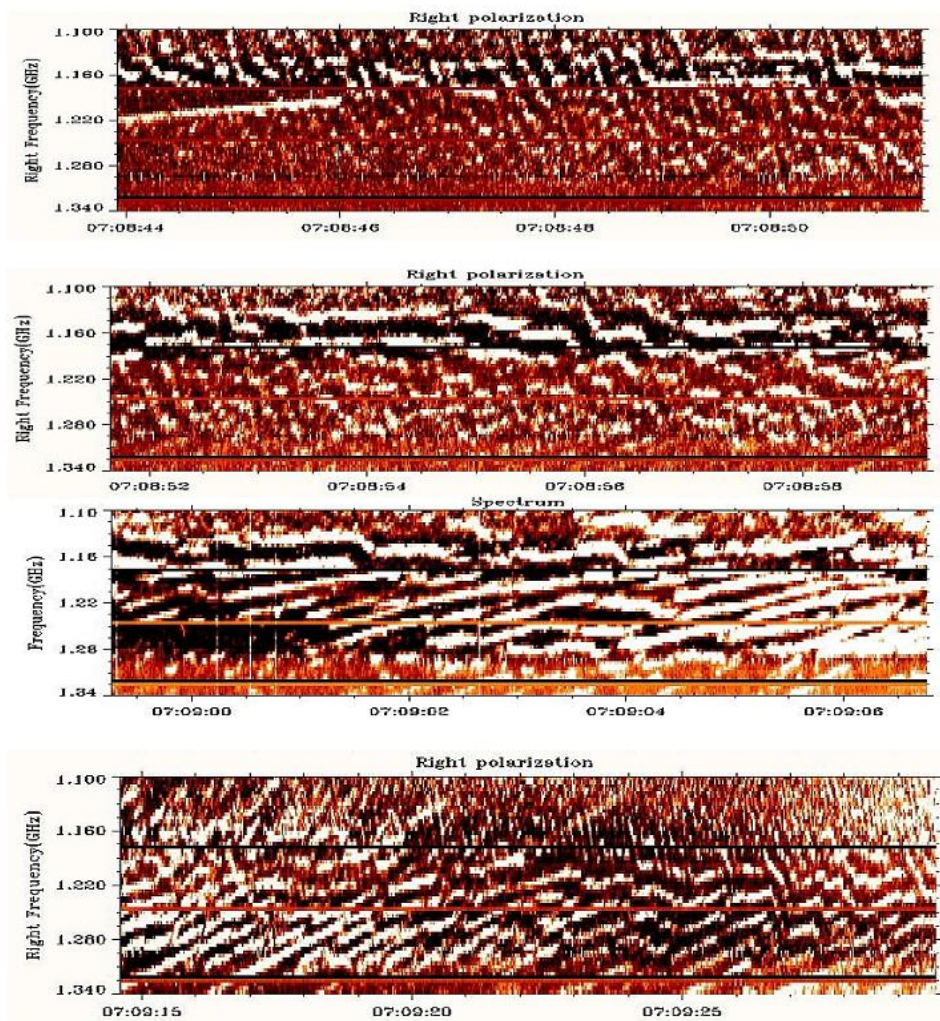 Right polarization
Right Frequency(GHz)
1.100
1.160
1.220
1.280
1.340
07:08:44 07:08:46 07:08:48 07:08:50
Right polarization
Right Frequency(GHz)
1.100
1.160
1.220
1.280
1.340
07:08:52 07:08:54 07:08:56 07:08:58
Spectrum
Frequency(GHz)
1.10
1.16
1.22
1.28
1.34
07:09:00 07:09:02 07:09:04 07:09:06
Right polarization
Right Frequency(GHz)
1.100
1.160
1.220
1.280
1.340
07:09:15 07:09:20 07:09:25